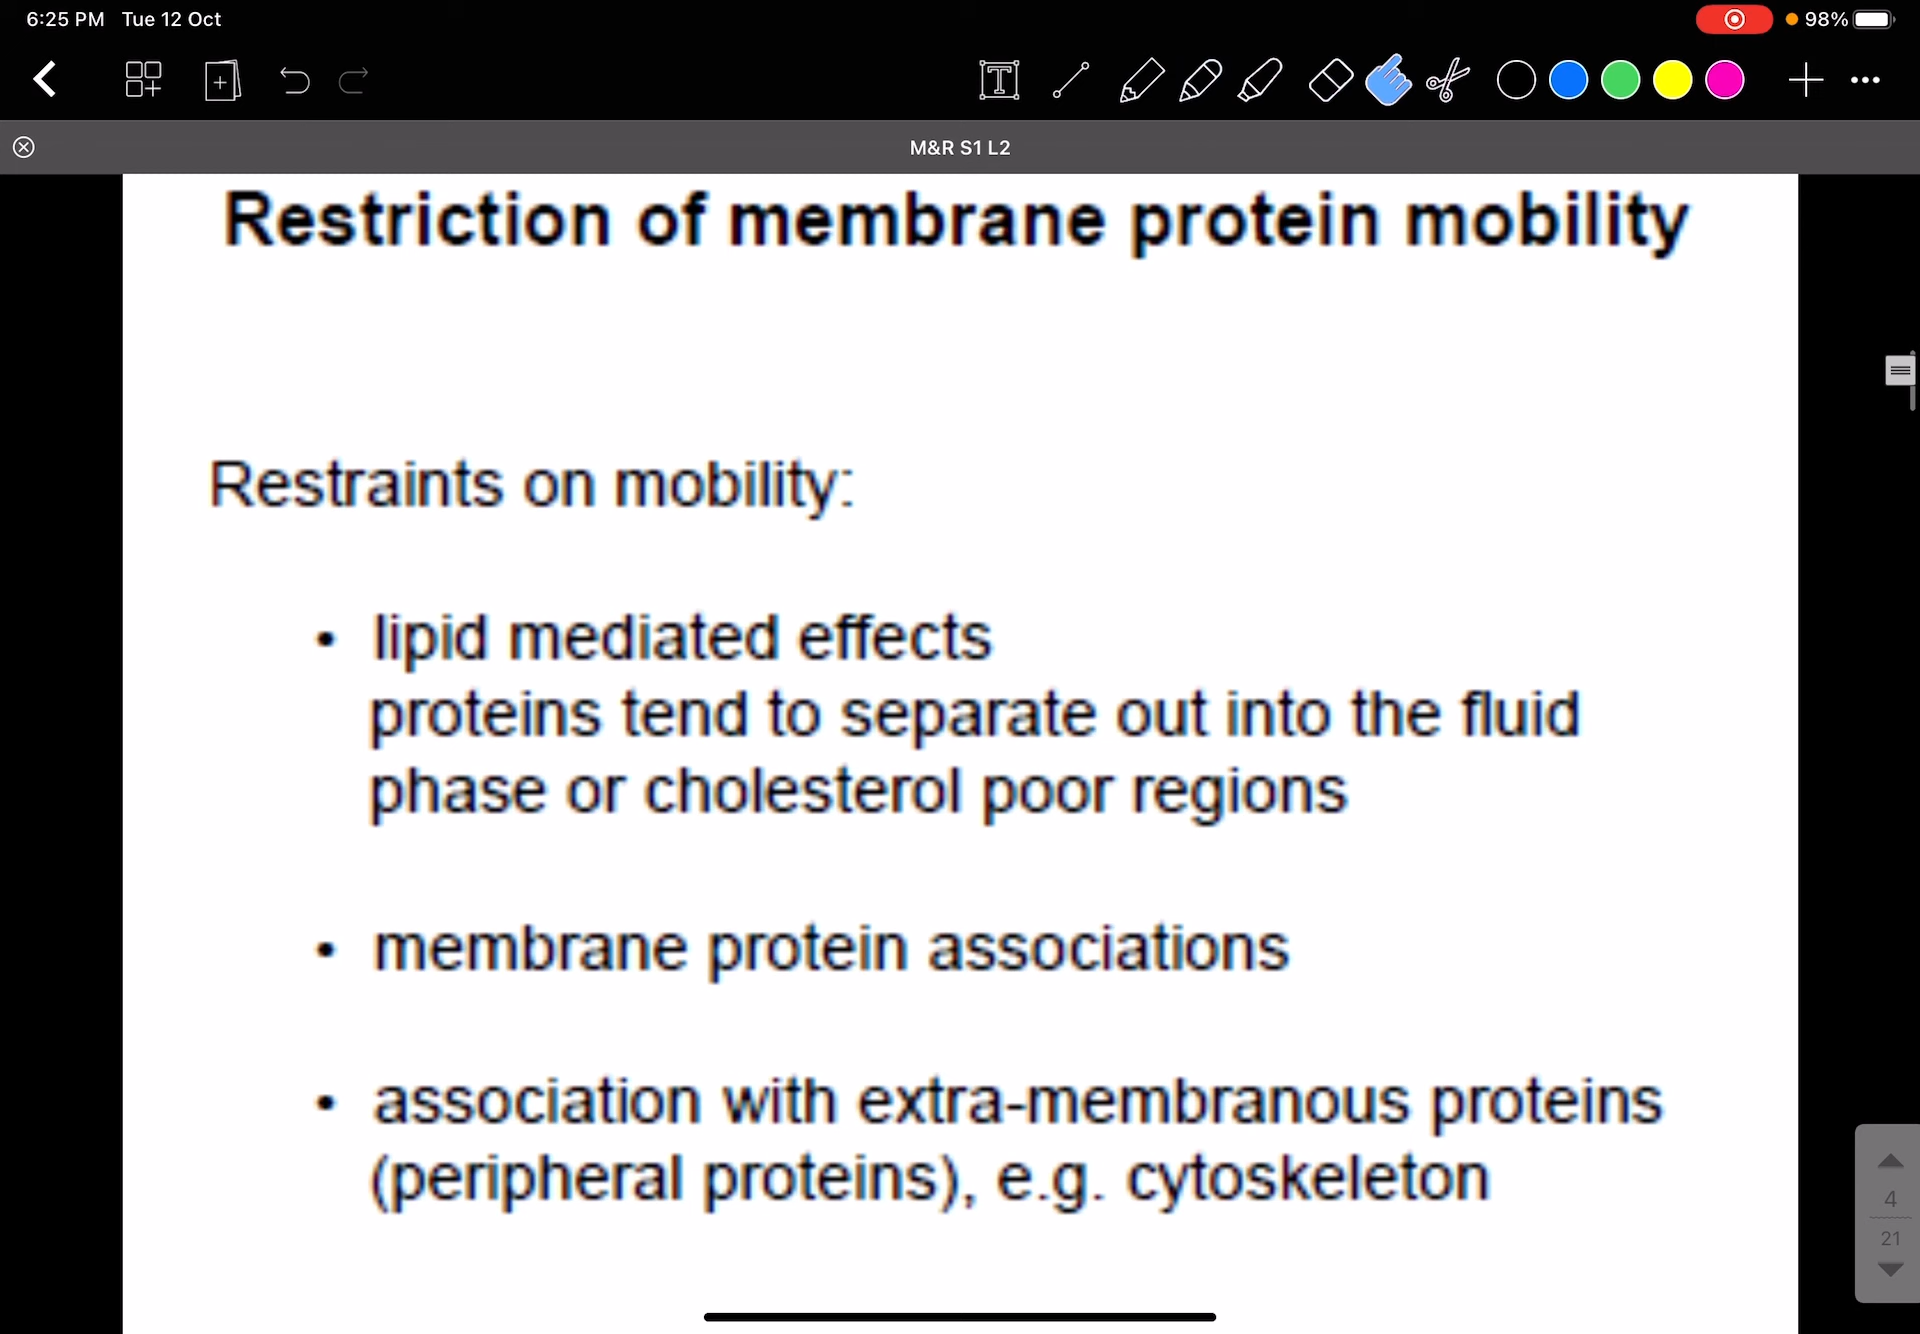 6:25 PM Tue 12 Oct
98%
T
M&R S1 L2
Restriction of membrane protein mobility
Restraints on mobility:
• lipid mediated effects
proteins tend to separate out into the fluid
phase or cholesterol poor regions
• membrane protein associations
• association with extra-membranous proteins
(peripheral proteins), e.g. cytoskeleton
4
21